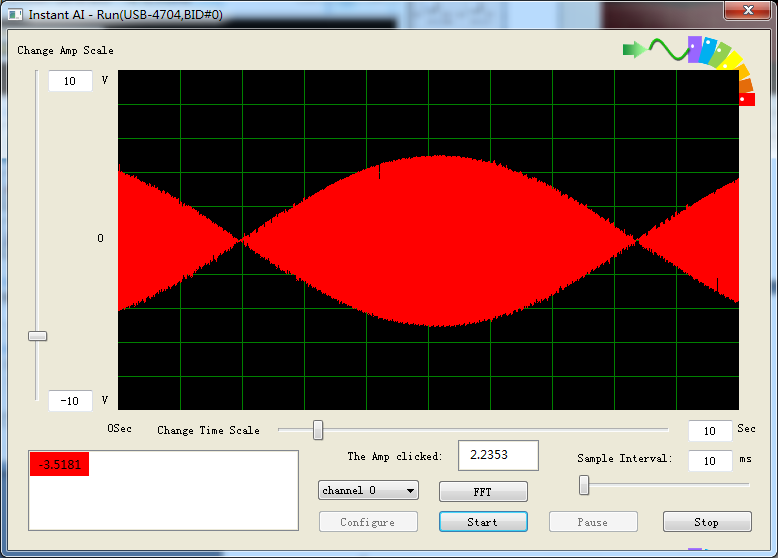 Instant AI - Run(USB-4704,BID#0)
Change Amp Scale
10 V
0
-10 V
0Sec Change Time Scale 10 Sec
-3.5181
The Amp clicked: 2.2353
Sample Interval: 10 ms
channel 0 FFT
Configure Start Pause Stop